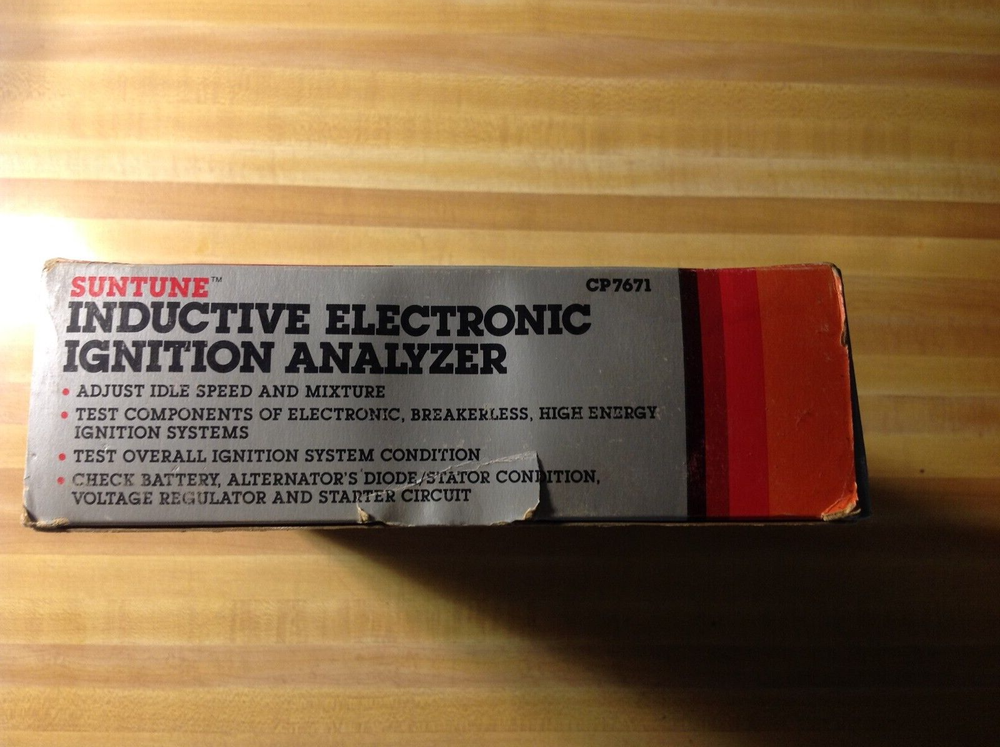 SUNTUNE™
CP7671
INDUCTIVE ELECTRONIC
IGNITION ANALYZER
• ADJUST IDLE SPEED AND MIXTURE
• TEST COMPONENTS OF ELECTRONIC, BREAKERLESS, HIGH ENERGY
IGNITION SYSTEMS
• TEST OVERALL IGNITION SYSTEM CONDITION
• CHECK BATTERY, ALTERNATOR'S DIODE/STATOR CONDITION,
VOLTAGE REGULATOR AND STARTER CIRCUIT